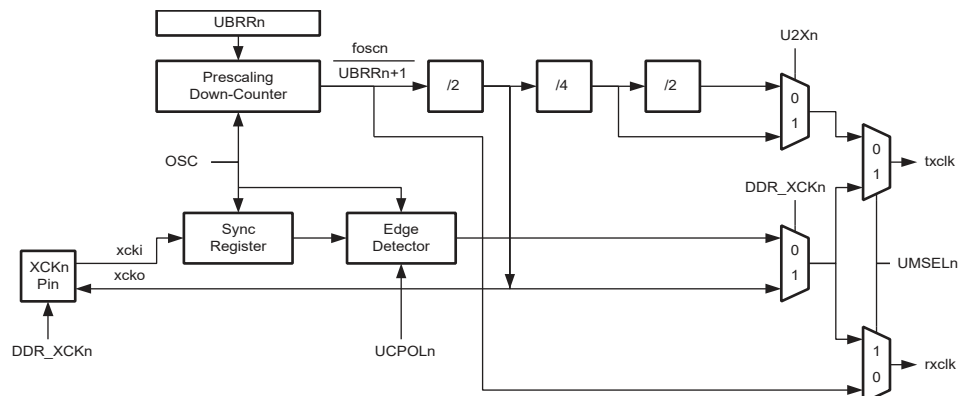 UBRRn
foscn
UBRRn+1
U2Xn
Prescaling
Down-Counter
/2
/4
/2
0
1
OSC
0
1
txclk
DDR_XCKn
Sync
Register
Edge
Detector
xcki
XCKn
Pin
xcko
0
1
UMSELn
DDR_XCKn
UCPOLn
1
0
rxclk